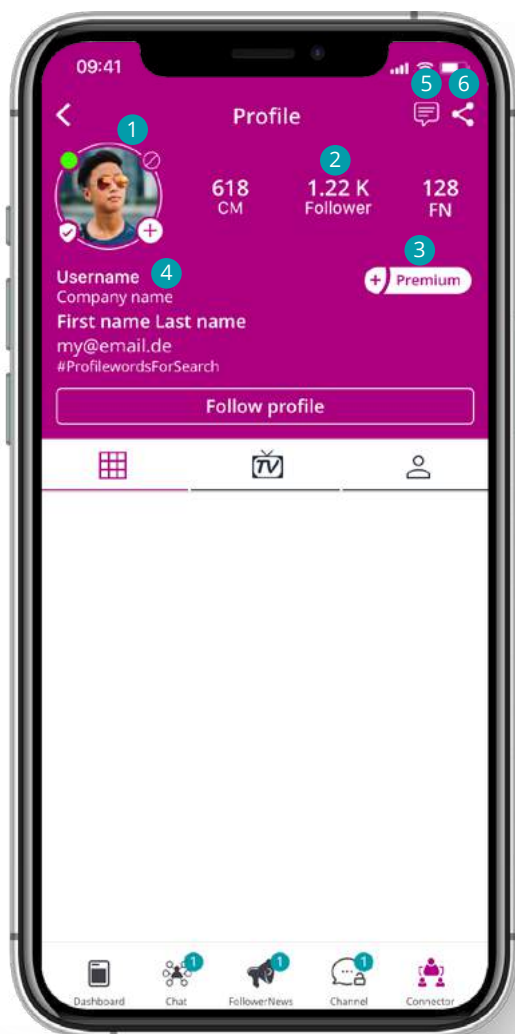 09:41
5 6
Profile
1
2
618 1.22 K 128
CM Follower FN
3
Username 4
+ Premium
Company name
First name Last name
my@email.de
#ProfilewordsForSearch
Follow profile
TV
1 1 1
a
Dashboard Chat FollowerNews Channel Connector